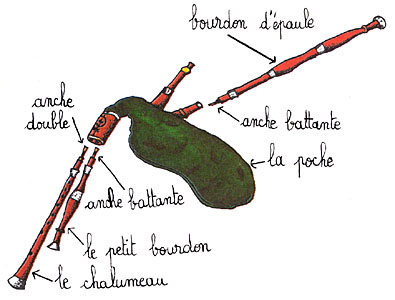 bourdon d'épaule
anche
double
anche battante
la poche
anche battante
le petit bourdon
le chalumeau